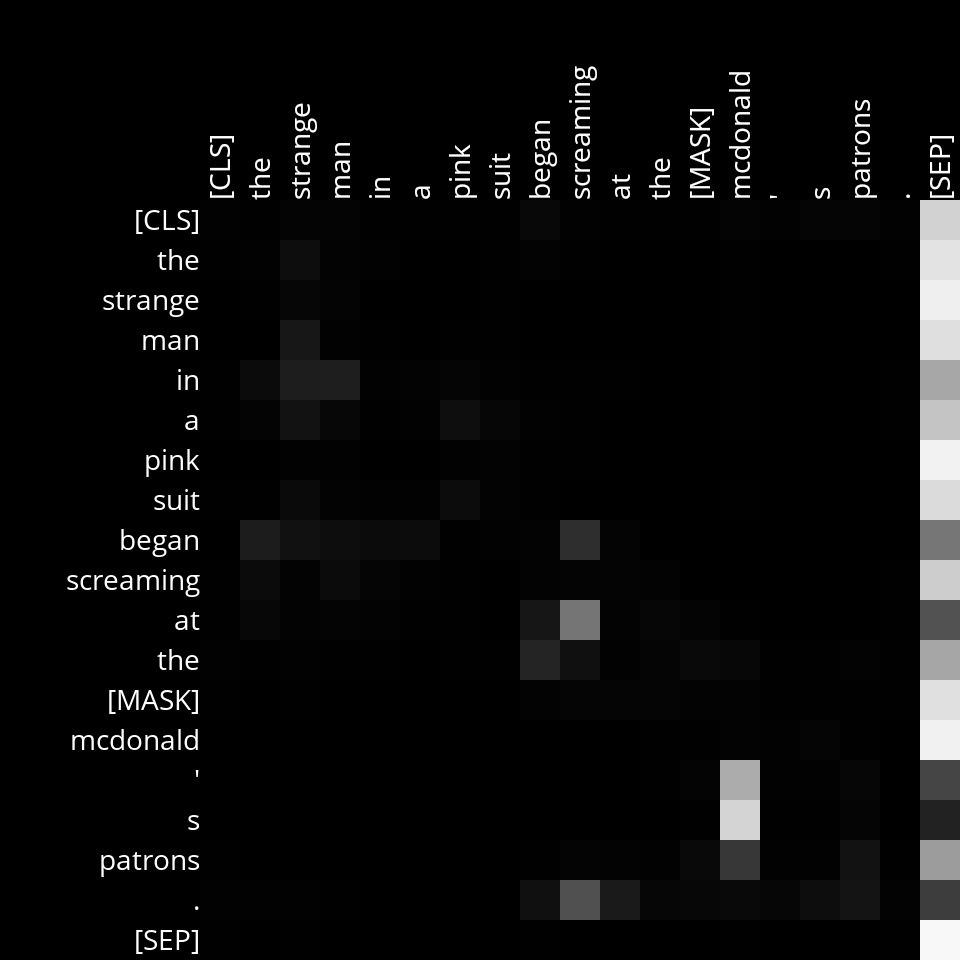 [CLS] the strange man in a pink suit began screaming at the [MASK] mcdonald ' s patrons . [SEP]
[CLS]
the
strange
man
in
a
pink
suit
began
screaming
at
the
[MASK]
mcdonald
'
s
patrons
.
[SEP]